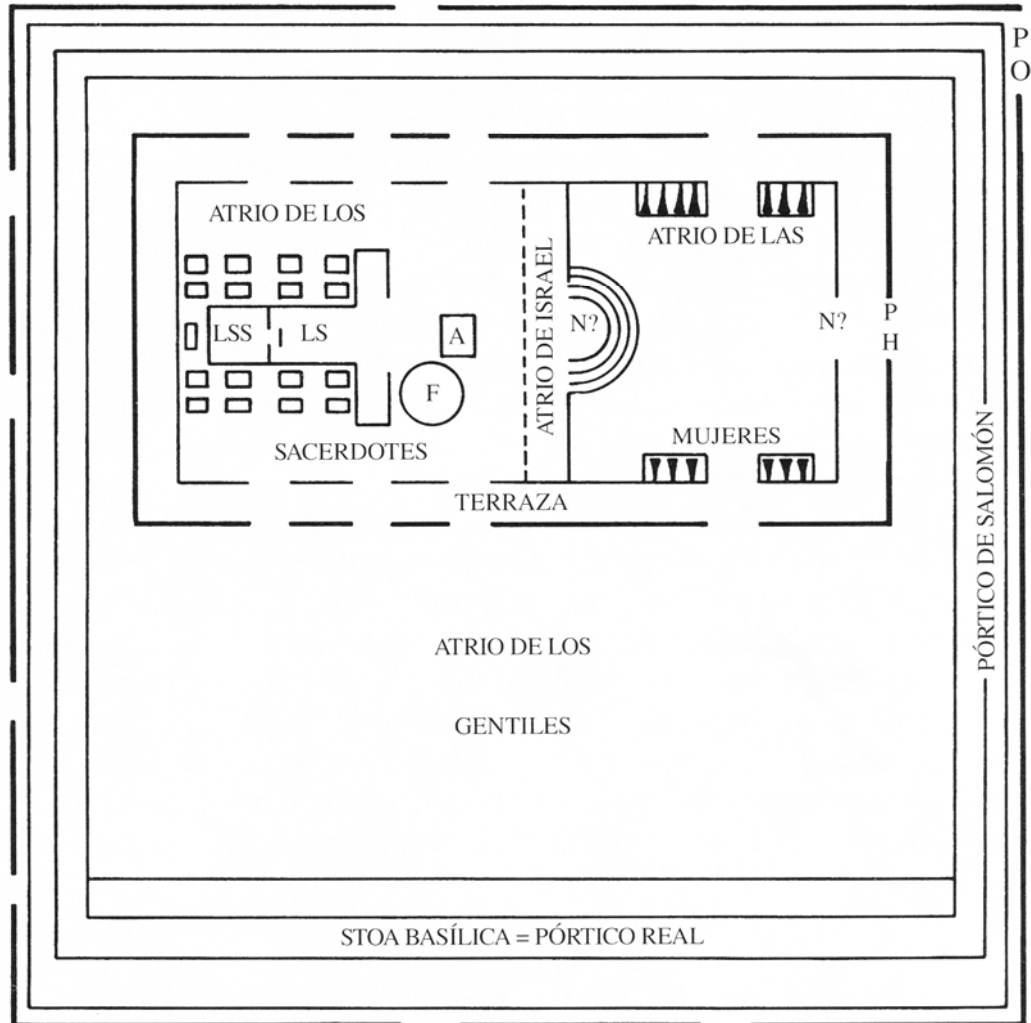 P
O
ATRIO DE LOS
ATRIO DE LAS
ATRIO DE ISRAEL
LSS
LS
A
N?
N?
P
H
F
SACERDOTES
MUJERES
TERRAZA
PÓRTICO DE SALOMÓN
ATRIO DE LOS
GENTILES
STOA BASÍLICA = PÓRTICO REAL